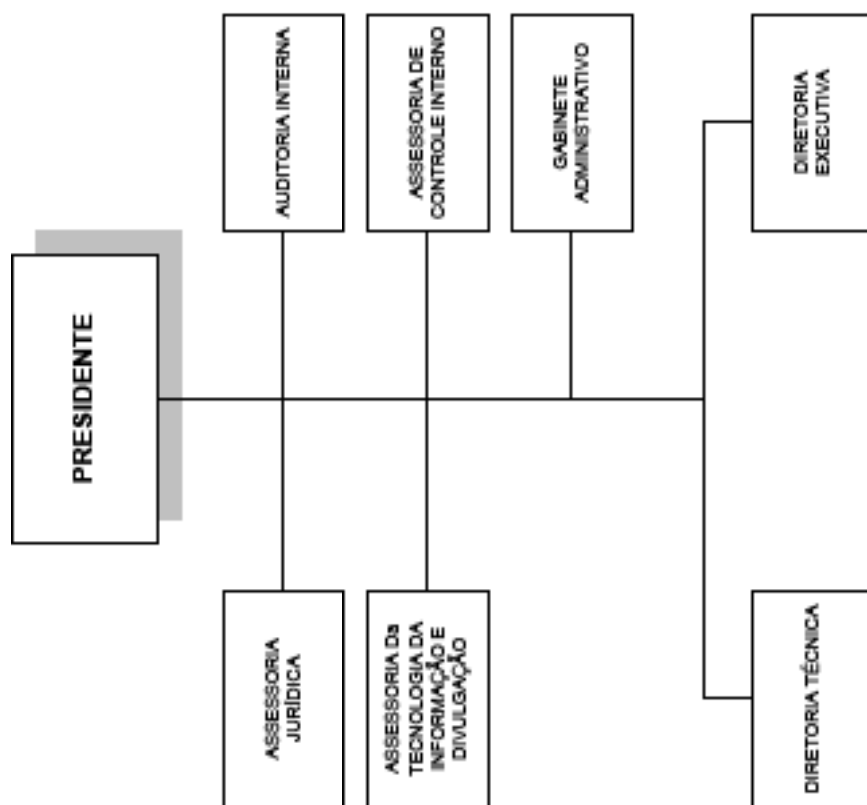 PRESIDENTE
ASSESSORIA
JURÍDICA
AUDITORIA INTERNA
ASSESSORIA Da
TECNOLOGIA DA
INFORMAÇÃO E
DIVULGAÇÃO
ASSESSORIA DE
CONTROLE INTERNO
GABINETE
ADMINISTRATIVO
DIRETORIA TÉCNICA
DIRETORIA
EXECUTIVA